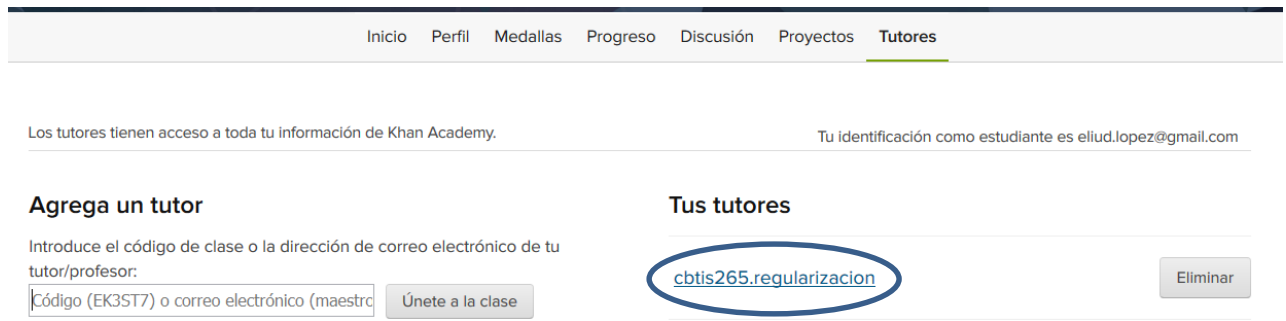 Inicio Perfil Medallas Progreso Discusión Proyectos Tutores
Los tutores tienen acceso a toda tu información de Khan Academy.
Tu identificación como estudiante es eliud.lopez@gmail.com
Agrega un tutor
Introduce el código de clase o la dirección de correo electrónico de tu
tutor/profesor:
Código (EK3ST7) o correo electrónico (maestro
Únete a la clase
Tus tutores
cbtis265.regularizacion
Eliminar